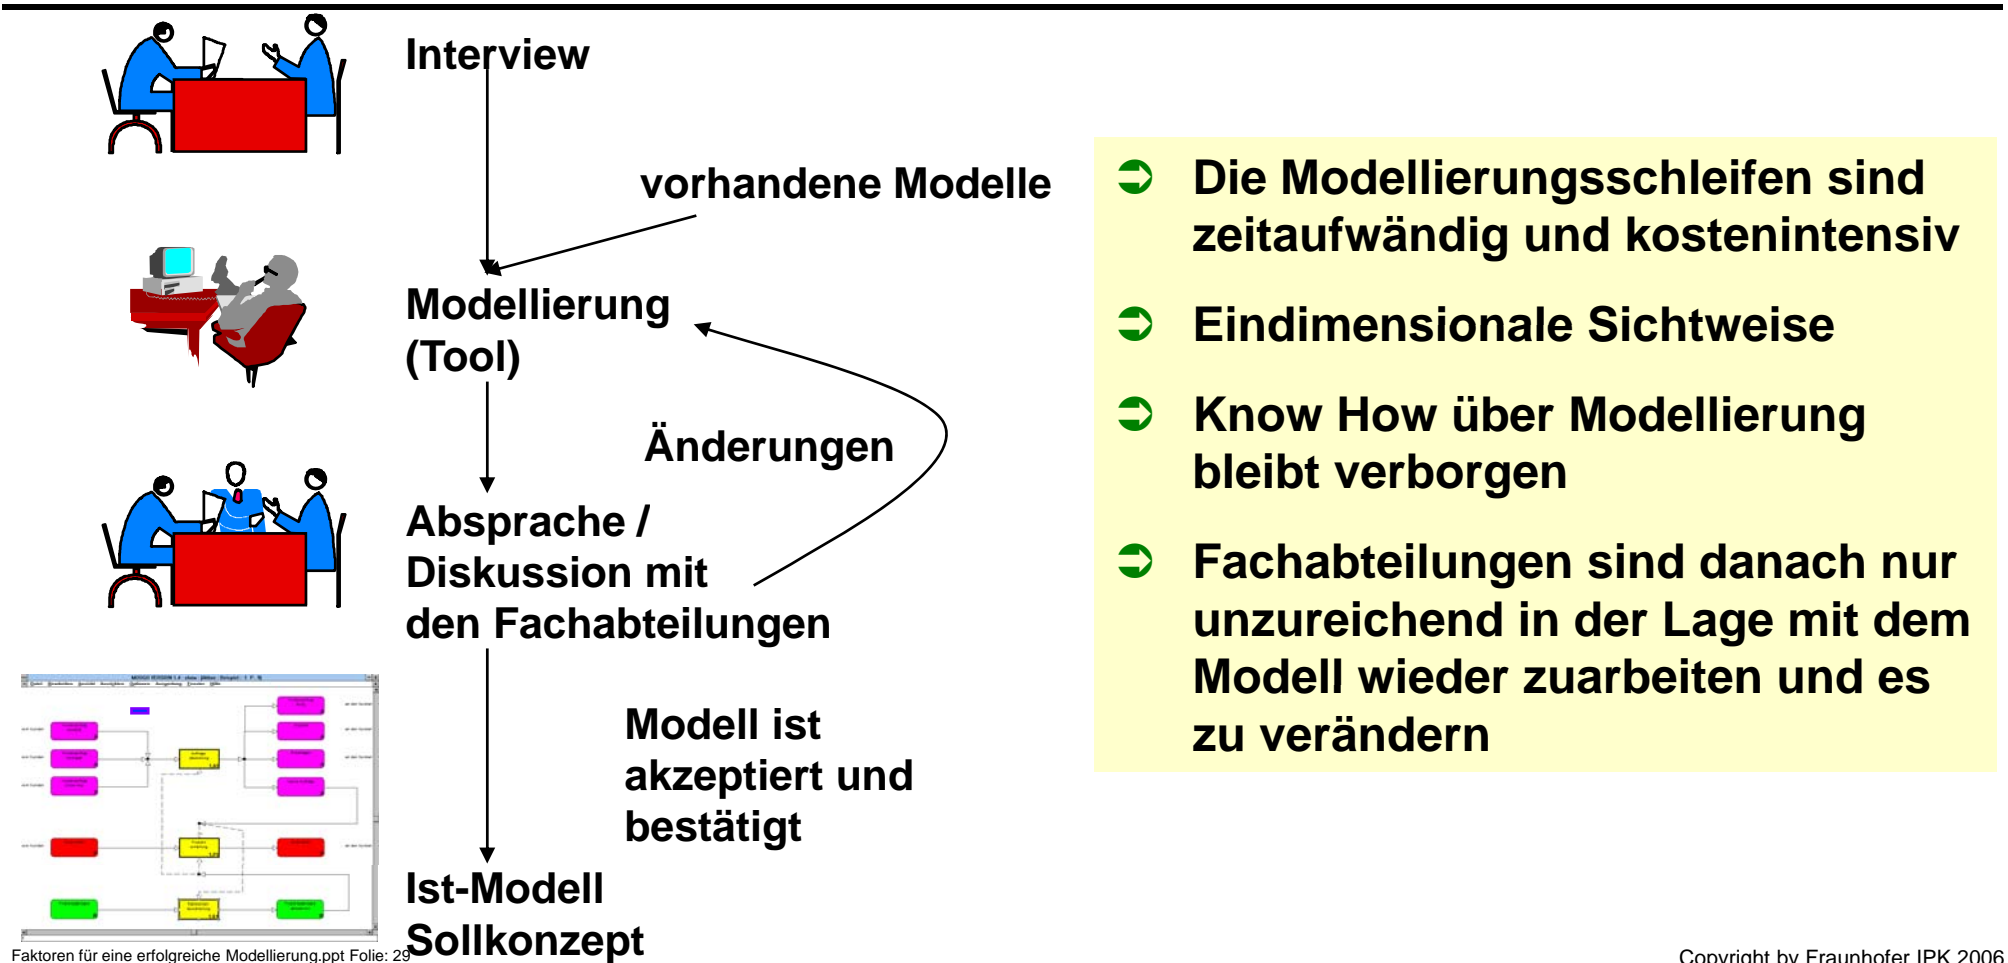 Interview
vorhandene Modelle
Modellierung
(Tool)
Änderungen
Absprache /
Diskussion mit
den Fachabteilungen
Modell ist
akzeptiert und
bestätigt
Ist-Modell
Sollkonzept
Die Modellierungsschleifen sind
zeitaufwändig und kostenintensiv
Eindimensionale Sichtweise
Know How über Modellierung
bleibt verborgen
Fachabteilungen sind danach nur
unzureichend in der Lage mit dem
Modell wieder zuarbeiten und es
zu verändern
Faktoren für eine erfolgreiche Modellierung.ppt Folie: 29
Copyright by Fraunhofer IPK 2006